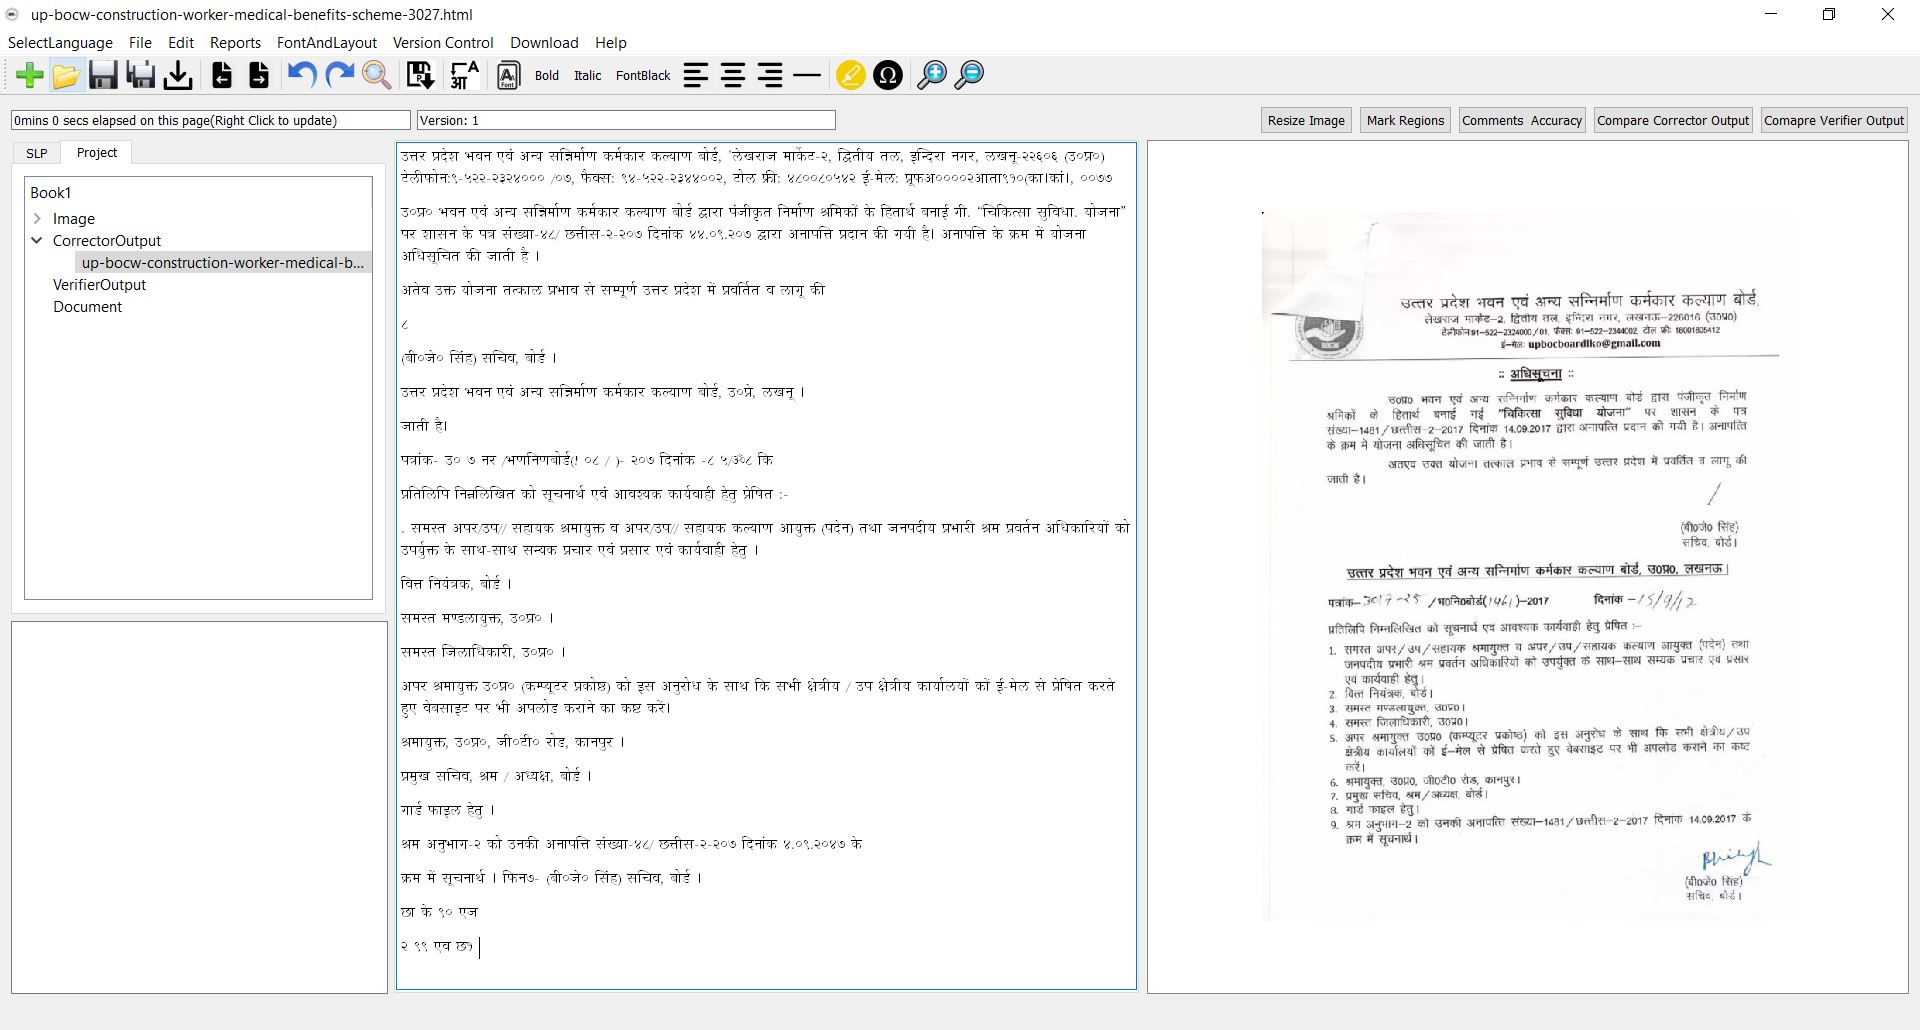 up-bocw-construction-worker-medical-benefits-scheme-3027.html
SelectLanguage File Edit Reports FontAndLayout Version Control Download Help
Bold Italic FontBlack
0mins 0 secs elapsed on this page(Right Click to update) Version: 1 Resize Image Mark Regions Comments Accuracy Compare Corrector Output Comapre Verifier Output
SLP Project
Book1
Image
CorrectorOutput
up-bocw-construction-worker-medical-b...
VerifierOutput
Document
उत्तर प्रदेश भवन एवं अन्य सन्निर्माण कर्मकार कल्याण बोर्ड, `लेखराज मार्केट-२, द्वितीय तल, इन्दिरा नगर, लखनू-२२६०६ (उ०प्र०)
टेलीफोन:९-५२२-२३२४००० /०७, फैक्स: ९४-५२२-२३४४००२, टोल फ्री: ४८००८०५४२ ई-मेल: प्रूफअ००००२आता९१०(का।कां।, ००७७
उ०प्र० भवन एवं अन्य सन्निर्माण कर्मकार कल्याण बोर्ड द्वारा पंजीकृत निर्माण श्रमिकों के हितार्थ बनाई गी. "चिकित्सा सुविधा. योजना"
पर शासन के पत्र संख्या-४८/ छत्तीस-२-२०७ दिनांक ४४.०९.२०७ द्वारा अनापत्ति प्रदान की गयी है। अनापत्ति के क्रम में योजना
अधिसूचित की जाती है ।
अतेव उक्त योजना तत्काल प्रभाव से सम्पूर्ण उत्तर प्रदेश में प्रवर्तित व लागू की
८
(बी०जे० सिंह) सचिव, बोर्ड ।
उत्तर प्रदेश भवन एवं अन्य सन्निर्माण कर्मकार कल्याण बोर्ड, उ०प्रे, लखनू ।
जाती है।
पत्रांक- उ० ७ नर /भणनिणबोर्ड(! ०८ / )- २०७ दिनांक -८ ५/३ॐ८ कि
प्रतिलिपि निम्नलिखित को सूचनार्थ एवं आवश्यक कार्यवाही हेतु प्रेषित :-
. समस्त अपर/उप// सहायक श्रमायुक्त व अपर/उप// सहायक कल्याण आयुक्त (पदेन) तथा जनपदीय प्रभारी श्रम प्रवर्तन अधिकारियों को
उपर्युक्त के साथ-साथ सन्यक प्रचार एवं प्रसार एवं कार्यवाही हेतु ।
वित्त नियंत्रक, बोर्ड ।
समस्त मण्डलायुक्त, उ०प्र० ।
समस्त जिलाधिकारी, उ०प्र० ।
अपर श्रमायुक्त उ०प्र० (कम्प्यूटर प्रकोष्ठ) को इस अनुरोध के साथ कि सभी क्षेत्रीय / उप क्षेत्रीय कार्यालयों कों ई-मेल से प्रेषित करते
हुए वेबसाइट पर भी अपलोड कराने का कष्ट करें।
श्रमायुक्त, उ०प्र०, जी०टी० रोड, कानपुर ।
प्रमुख सचिव, श्रम / अध्यक्ष, बोर्ड ।
गार्ड फाइल हेतु ।
श्रम अनुभाग-२ को उनकी अनापत्ति संख्या-४८/ छत्तीस-२-२०७ दिनांक ४.०९.२०४७ के
क्रम में सूचनार्थ । फिन७- (बी०जे० सिंह) सचिव, बोर्ड ।
छा के ९० एज
२ ९९ एव छ१
उत्तर प्रदेश भवन एवं अन्य सन्निर्माण कर्मकार कल्याण बोर्ड,
लेखराज मार्केट-2, द्वितीय तल, इन्दिरा नगर, लखनऊ-226016 (उ0प्र0)
टेलीफोन:91-522-2324000/01, फैक्स: 91-522-2344002, टोल फ्री: 18001805412
ई-मेल: upbocboardlko@gmail.com
:: अधिसूचना ::
उ0प्र0 भवन एवं अन्य सन्निर्माण कर्मकार कल्याण बोर्ड द्वारा पंजीकृत निर्माण
श्रमिकों के हितार्थ बनाई गई "चिकित्सा सुविधा योजना" पर शासन के पत्र
संख्या-1481/छत्तीस-2-2017 दिनांक 14.09.2017 द्वारा अनापत्ति प्रदान की गयी है। अनापत्ति
के क्रम में योजना अधिसूचित की जाती है।
अतएव उक्त योजना तत्काल प्रभाव से सम्पूर्ण उत्तर प्रदेश में प्रवर्तित व लागू की
जाती है।
(बी0जे0 सिंह)
सचिव, बोर्ड।
उत्तर प्रदेश भवन एवं अन्य सन्निर्माण कर्मकार कल्याण बोर्ड, उ0प्र0, लखनऊ।
पत्रांक- 3017-25 /भ0नि0बोर्ड(1461)-2017 दिनांक -15/9/12
प्रतिलिपि निम्नलिखित को सूचनार्थ एवं आवश्यक कार्यवाही हेतु प्रेषित :-
1. समस्त अपर/उप/सहायक श्रमायुक्त व अपर/उप/सहायक कल्याण आयुक्त (पदेन) तथा
जनपदीय प्रभारी श्रम प्रवर्तन अधिकारियों को उपर्युक्त के साथ-साथ सम्यक प्रचार एवं प्रसार
एवं कार्यवाही हेतु।
2. वित्त नियंत्रक, बोर्ड।
3. समस्त मण्डलायुक्त, उ0प्र0।
4. समस्त जिलाधिकारी, उ0प्र0।
5. अपर श्रमायुक्त उ0प्र0 (कम्प्यूटर प्रकोष्ठ) को इस अनुरोध के साथ कि सभी क्षेत्रीय/उप
क्षेत्रीय कार्यालयों कों ई-मेल से प्रेषित करते हुए वेबसाइट पर भी अपलोड कराने का कष्ट
करें।
6. श्रमायुक्त, उ0प्र0, जी0टी0 रोड, कानपुर।
7. प्रमुख सचिव, श्रम/अध्यक्ष, बोर्ड।
8. गार्ड फाइल हेतु।
9. श्रम अनुभाग-2 को उनकी अनापत्ति संख्या-1481/छत्तीस-2-2017 दिनांक 14.09.2017 के
क्रम में सूचनार्थ।
(बी0जे0 सिंह)
सचिव, बोर्ड।